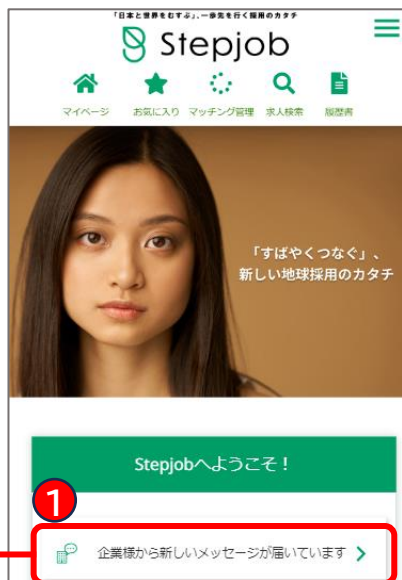 「日本と世界をむすぶ」、一歩先を行く採用のカタチ
Stepjob
マイページ お気に入り マッチング管理 求人検索 履歴書
「すばやくつなぐ」、
新しい地球採用のカタチ
Stepjobへようこそ！
1
企業様から新しいメッセージが届いています